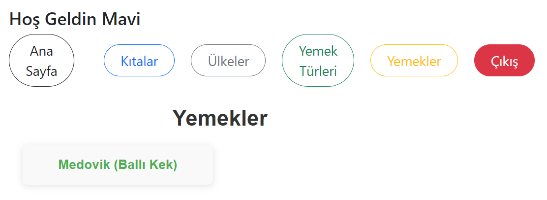 Hoş Geldin Mavi
Ana
Sayfa
Kıtalar
Ülkeler
Yemek
Türleri
Yemekler
Çıkış
Yemekler
Medovik (Ballı Kek)